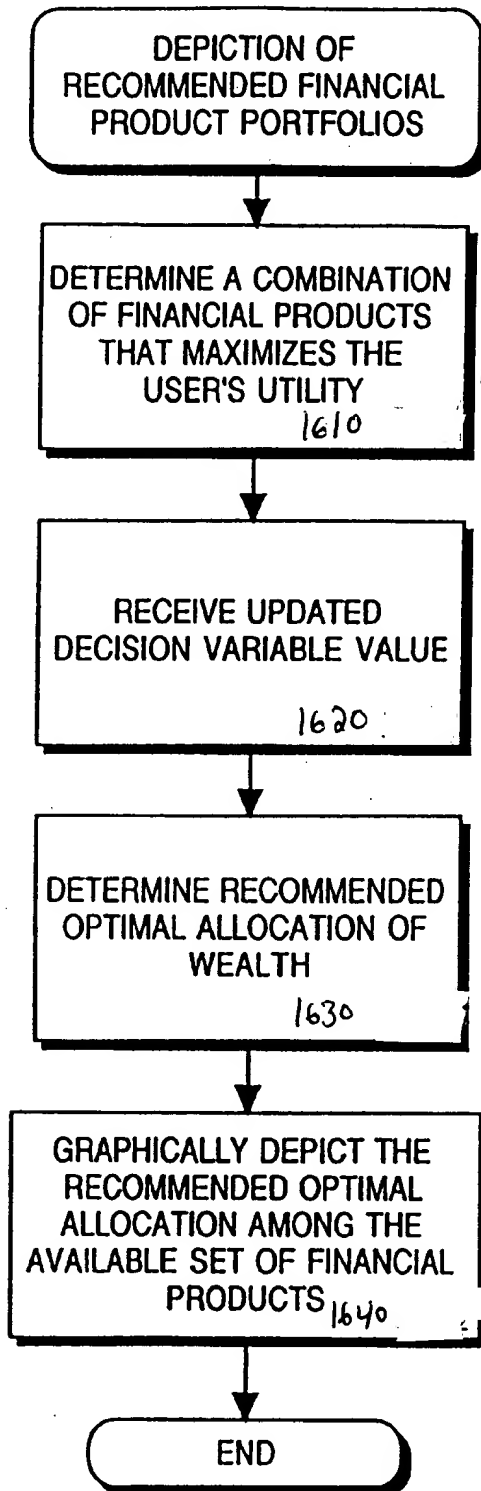 DEPICTION OF
RECOMMENDED FINANCIAL
PRODUCT PORTFOLIOS
DETERMINE A COMBINATION
OF FINANCIAL PRODUCTS
THAT MAXIMIZES THE
USER'S UTILITY
1610
RECEIVE UPDATED
DECISION VARIABLE VALUE
1620
DETERMINE RECOMMENDED
OPTIMAL ALLOCATION OF
WEALTH
1630
GRAPHICALLY DEPICT THE
RECOMMENDED OPTIMAL
ALLOCATION AMONG THE
AVAILABLE SET OF FINANCIAL
PRODUCTS 1640
END